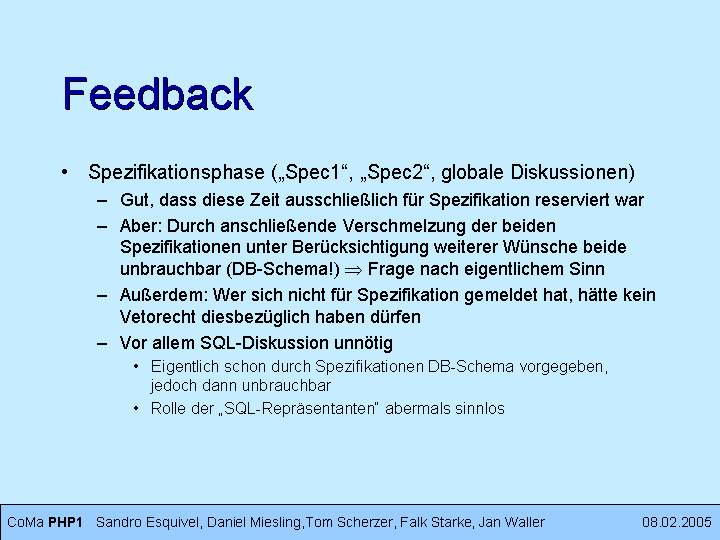 Feedback
• Spezifikationsphase („Spec1“, „Spec2“, globale Diskussionen)
– Gut, dass diese Zeit ausschließlich für Spezifikation reserviert war
– Aber: Durch anschließende Verschmelzung der beiden
Spezifikationen unter Berücksichtigung weiterer Wünsche beide
unbrauchbar (DB-Schema!) ⇒ Frage nach eigentlichem Sinn
– Außerdem: Wer sich nicht für Spezifikation gemeldet hat, hätte kein
Vetorecht diesbezüglich haben dürfen
– Vor allem SQL-Diskussion unnötig
• Eigentlich schon durch Spezifikationen DB-Schema vorgegeben,
jedoch dann unbrauchbar
• Rolle der „SQL-Repräsentanten“ abermals sinnlos
CoMa PHP1 Sandro Esquivel, Daniel Miesling,Tom Scherzer, Falk Starke, Jan Waller 08.02.2005